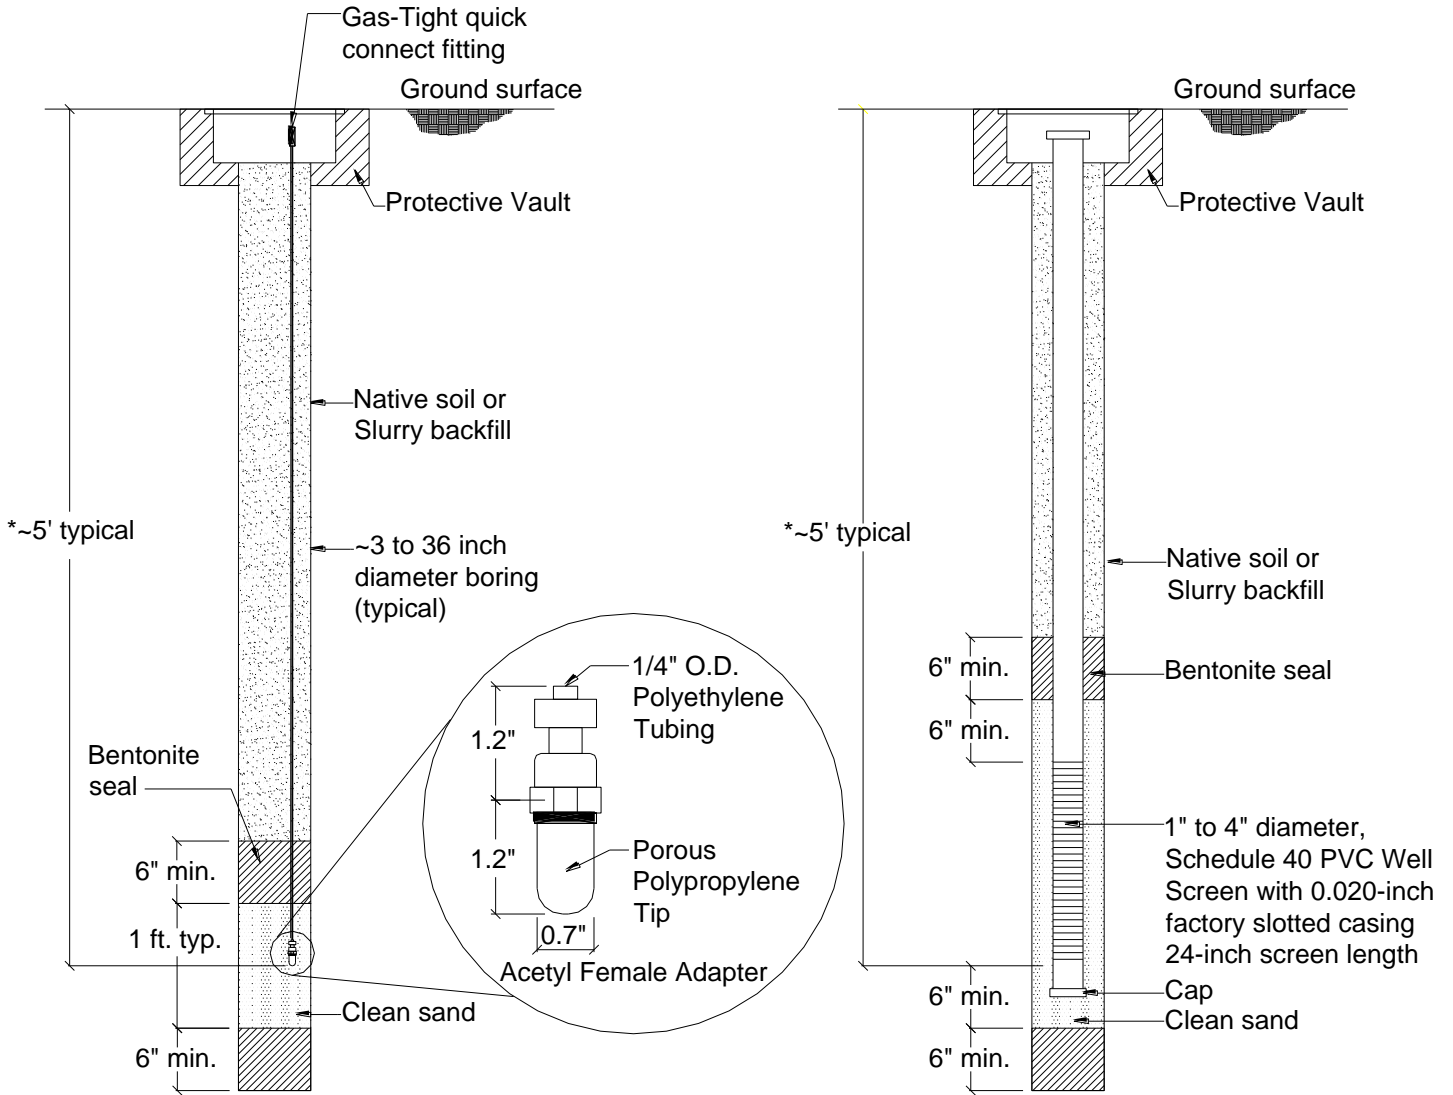 Gas-Tight quick
connect fitting
Ground surface
Protective Vault
Native soil or
Slurry backfill
*~5' typical
~3 to 36 inch
diameter boring
(typical)
1/4" O.D.
Polyethylene
Tubing
1.2"
Bentonite
seal
1.2"
Porous
Polypropylene
Tip
6" min.
1 ft. typ.
0.7"
Acetyl Female Adapter
Clean sand
6" min.
Ground surface
Protective Vault
*~5' typical
Native soil or
Slurry backfill
6" min.
Bentonite seal
6" min.
1" to 4" diameter,
Schedule 40 PVC Well
Screen with 0.020-inch
factory slotted casing
24-inch screen length
6" min.
Cap
Clean sand
6" min.